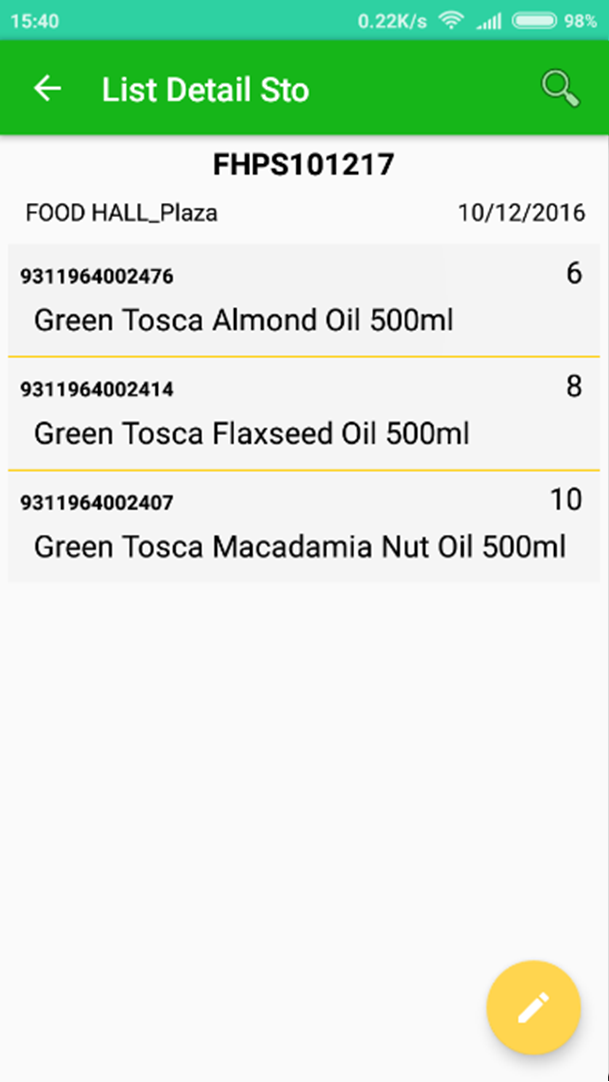 15:40 0.22K/s 98%
List Detail Sto
FHPS101217
FOOD HALL_Plaza 10/12/2016
9311964002476 6
Green Tosca Almond Oil 500ml
9311964002414 8
Green Tosca Flaxseed Oil 500ml
9311964002407 10
Green Tosca Macadamia Nut Oil 500ml